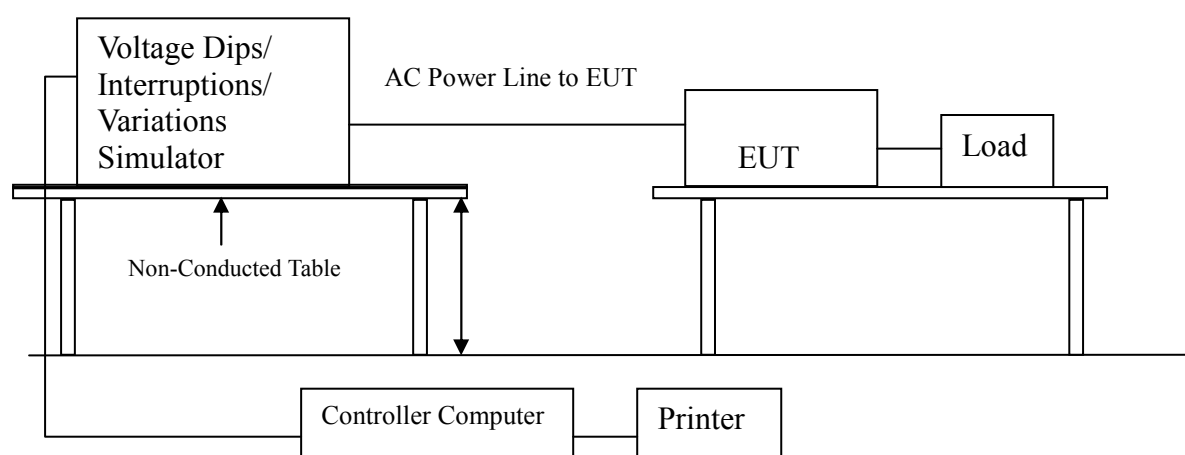 Voltage Dips/
Interruptions/
Variations
Simulator
AC Power Line to EUT
EUT
Load
Non-Conducted Table
Controller Computer
Printer